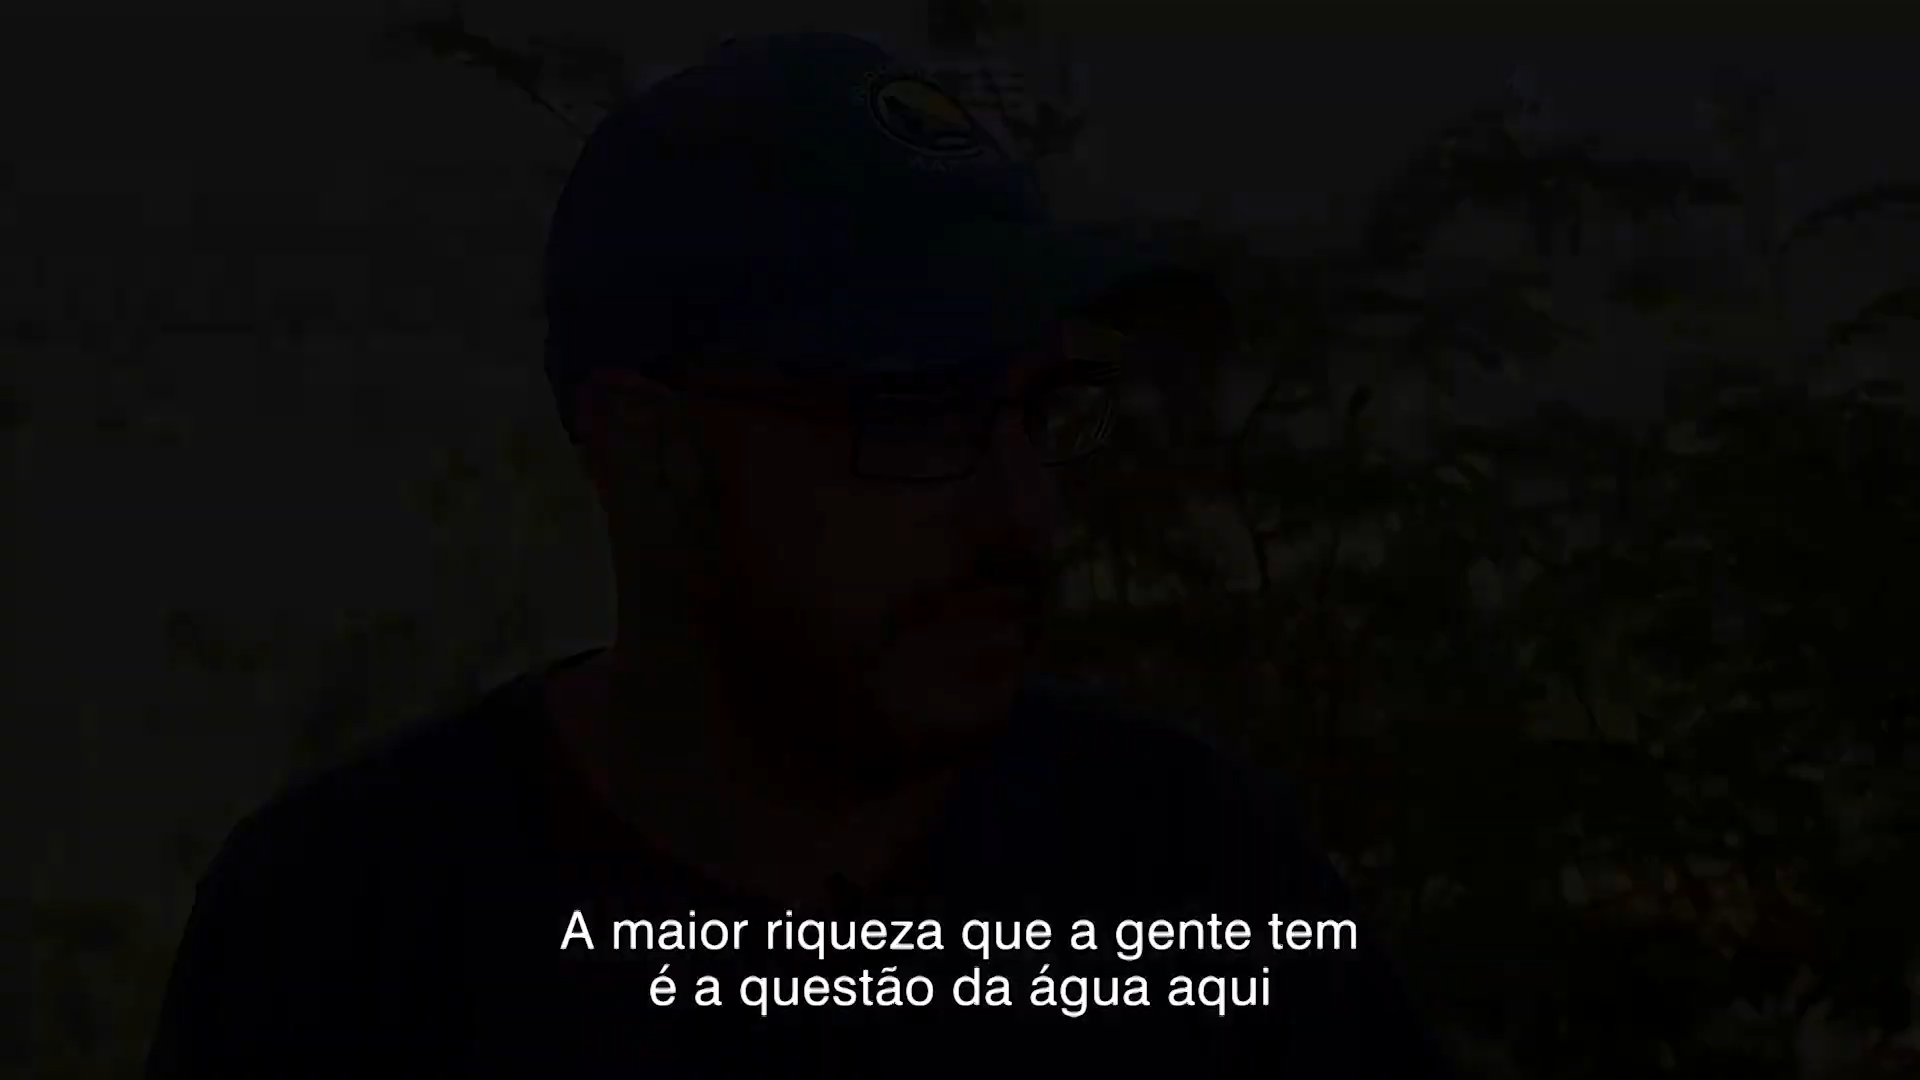 A maior riqueza que a gente tem
é a questão da água aqui